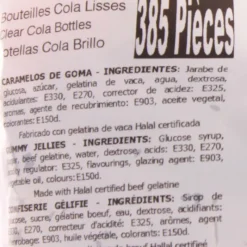 Bouteilles Cola Lisses
Clear Cola Bottles
otellas Cola Brillo
385 Pièces
CARAMELOS DE GOMA - INGREDIENTES: Jarabe de
glucosa, azúcar, gelatina de vaca, agua, dextrosa,
acidulantes: E330, E270, corrector de acidez: E325,
aromas, agente de recubrimiento: E903, aceite vegetal,
colorantes: E150d.
Fabricado con gelatina de vaca Halal certificada
GUMMY JELLIES - INGREDIENTS: Glucose syrup,
beef gelatine, water, dextrose, acids: E330, E270,
regulator: E325, flavourings, glazing agent: E903,
table oil, colours: E150d.
Made with Halal certified beef gelatine
CONFISERIE GÉLIFIÉE - INGRÉDIENTS: Sirop de
glucose, sucre, gélatine boeuf, eau, dextrose, acidifiants:
E330, E270, correcteur d'acidité: E325, arômes, agent
d'enrobage: E903, huile végétale, colorants: E150d.
Halal certifié